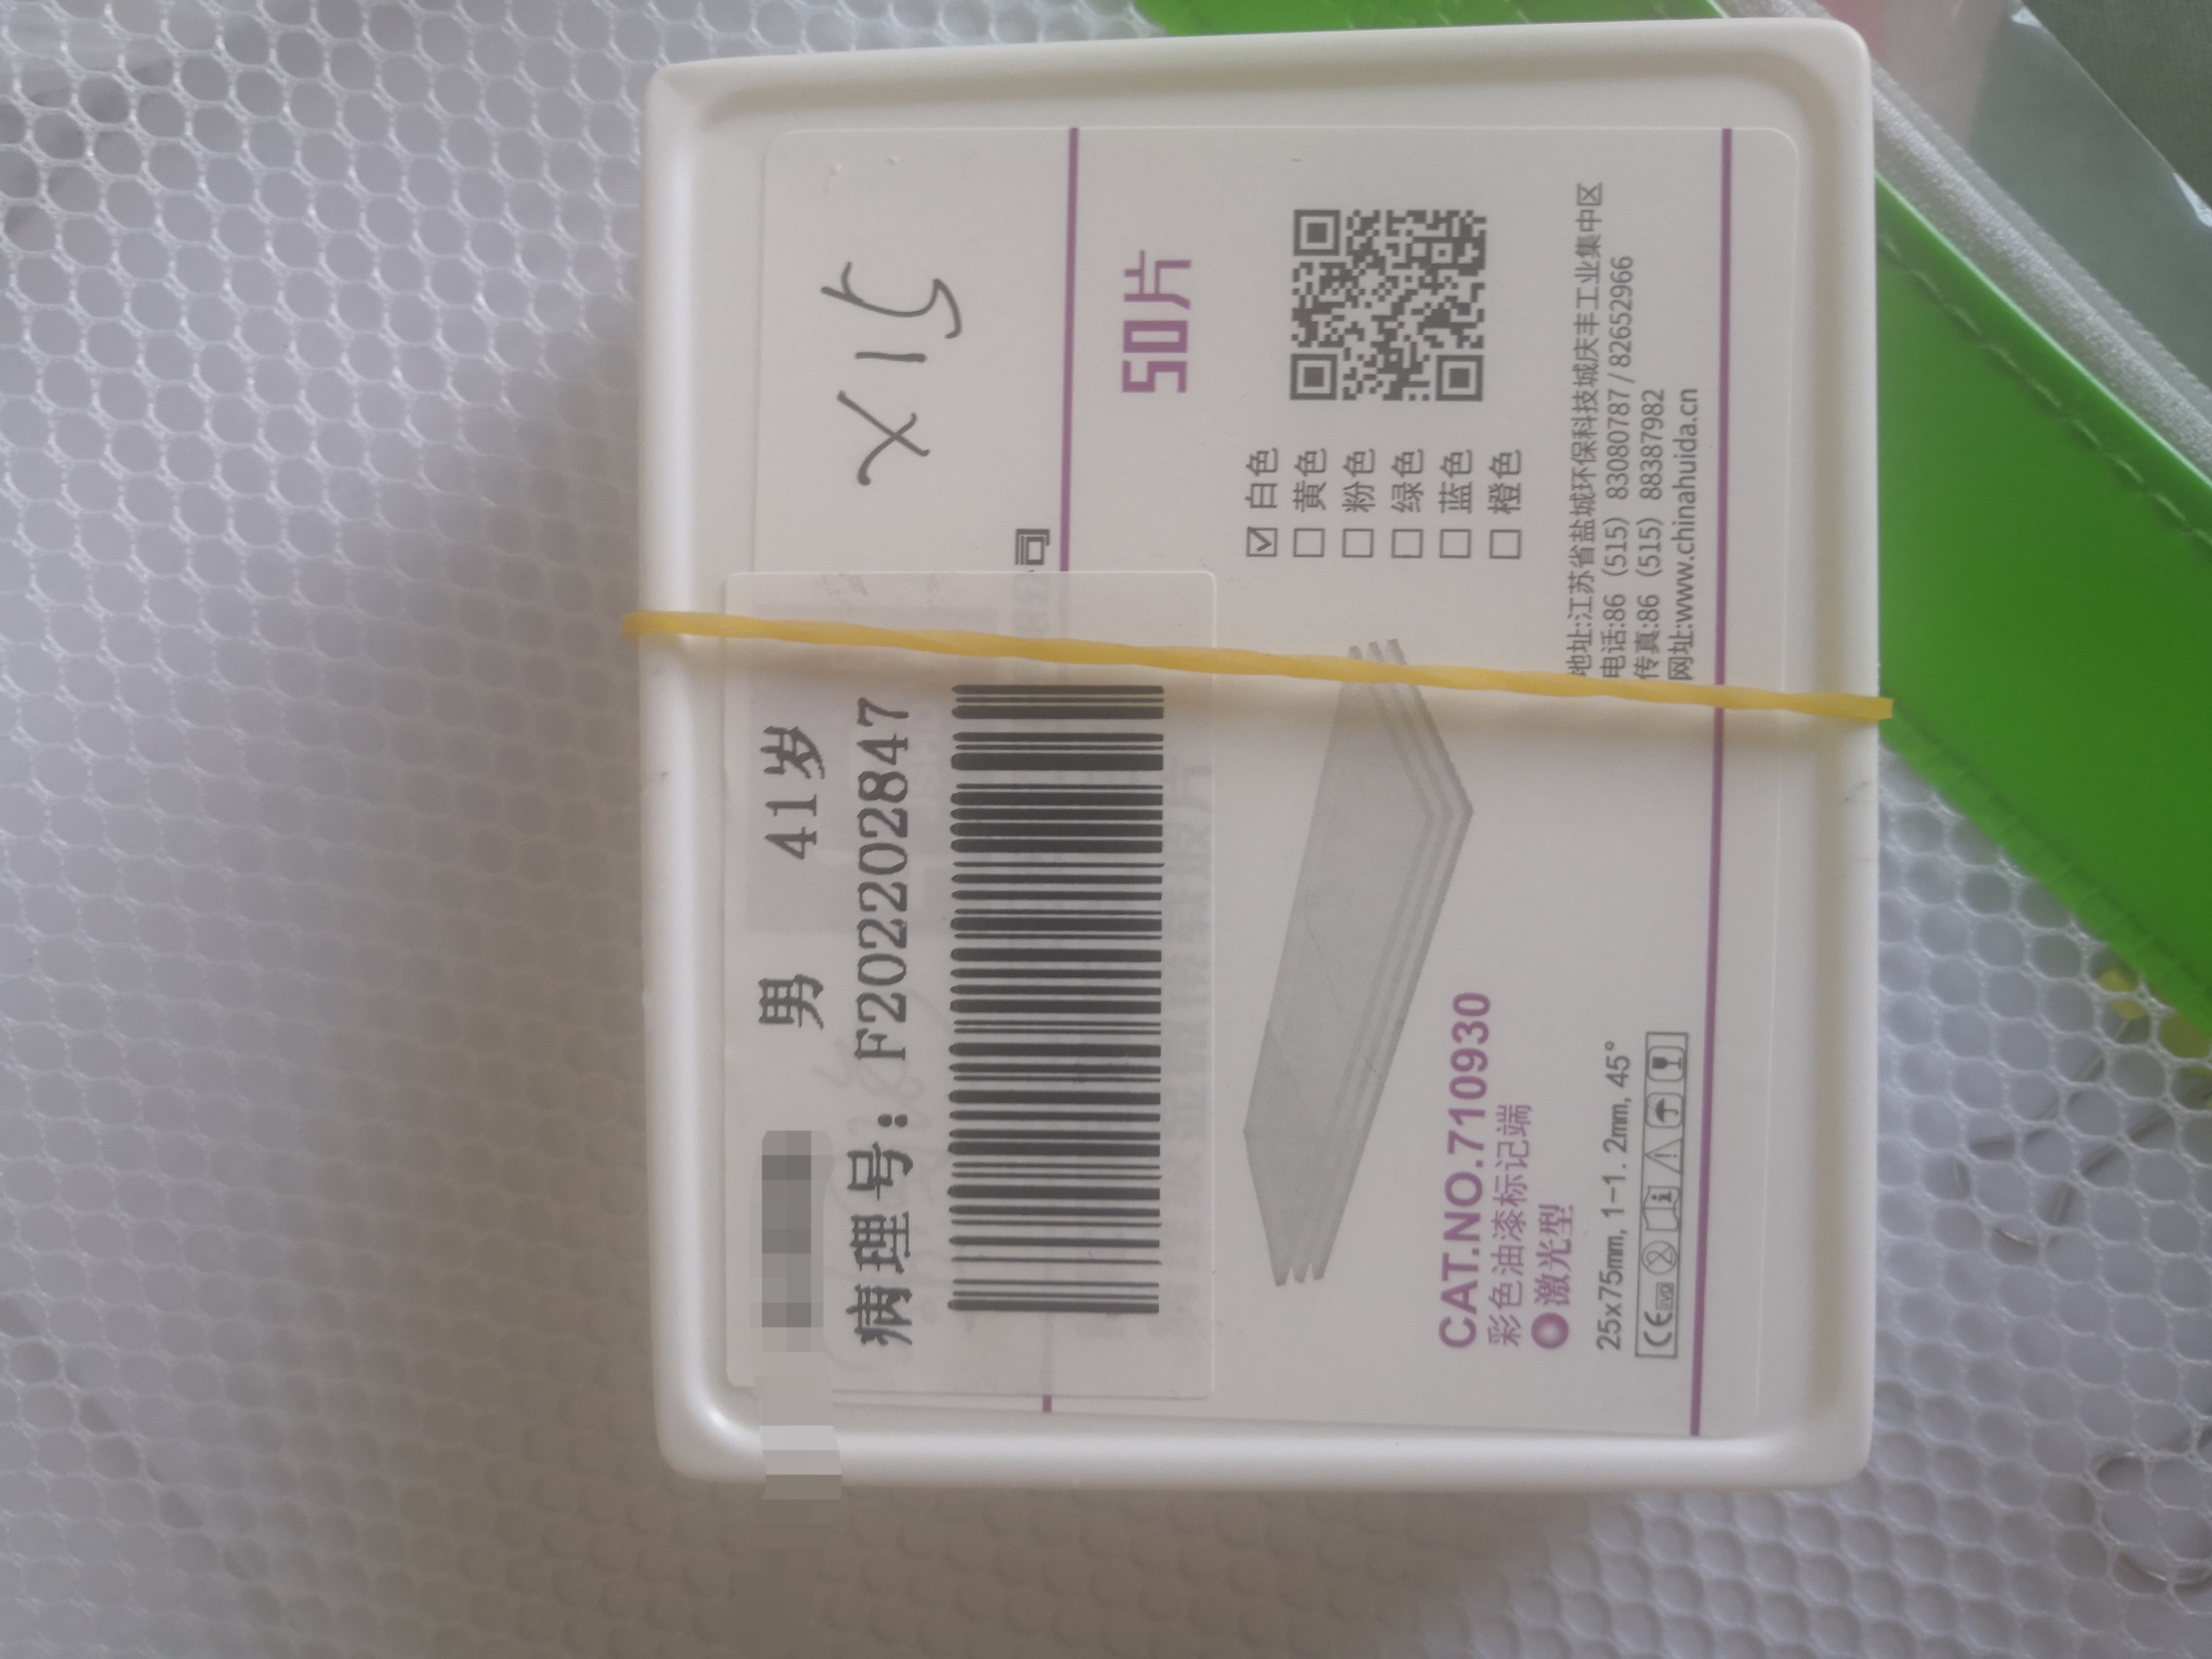 男 41岁
病理号：F202202847
X15
司
50片
☑ 白色
☐ 黄色
☐ 粉色
☐ 绿色
☐ 蓝色
☐ 橙色
CAT.NO.710930
彩色油漆标记端
激光型
25x75mm, 1-1.2mm, 45°
CE IVD
地址:江苏省盐城环保科技城庆丰工业集中区
电话:86（515）83080787 / 82652966
传真:86（515）88387982
网址:www.chinahuida.cn